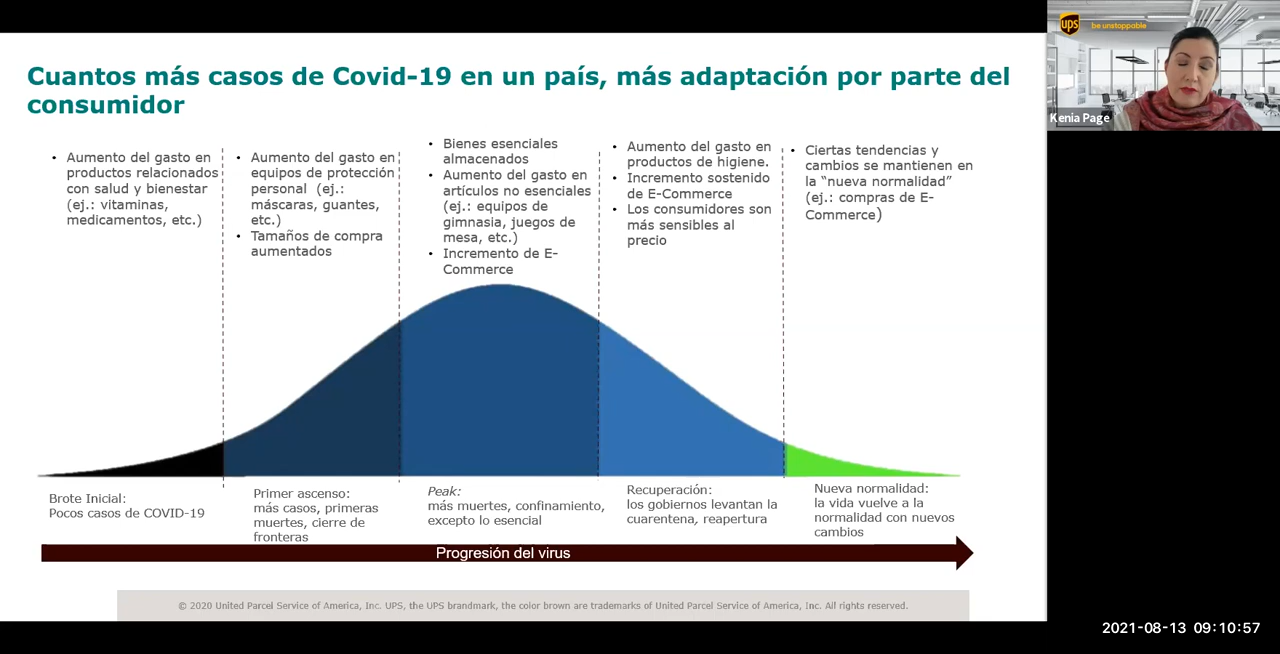 Cuantos más casos de Covid-19 en un país, más adaptación por parte del
consumidor
• Aumento del gasto en
productos relacionados
con salud y bienestar
(ej.: vitaminas,
medicamentos, etc.)
• Aumento del gasto en
equipos de protección
personal (ej.:
máscaras, guantes,
etc.)
• Tamaños de compra
aumentados
• Bienes esenciales
almacenados
• Aumento del gasto en
artículos no esenciales
(ej.: equipos de
gimnasia, juegos de
mesa, etc.)
• Incremento de E-
Commerce
• Aumento del gasto en
productos de higiene.
• Incremento sostenido
de E-Commerce
• Los consumidores son
más sensibles al
precio
• Ciertas tendencias y
cambios se mantienen en
la “nueva normalidad”
(ej.: compras de E-
Commerce)
Brote Inicial:
Pocos casos de COVID-19
Primer ascenso:
más casos, primeras
muertes, cierre de
fronteras
Peak:
más muertes, confinamiento,
excepto lo esencial
Recuperación:
los gobiernos levantan la
cuarentena, reapertura
Nueva normalidad:
la vida vuelve a la
normalidad con nuevos
cambios
Progresión del virus
© 2020 United Parcel Service of America, Inc. UPS, the UPS brandmark, the color brown are trademarks of United Parcel Service of America, Inc. All rights reserved.
ups
be unstoppable
Kenia Page
2021-08-13 09:10:57